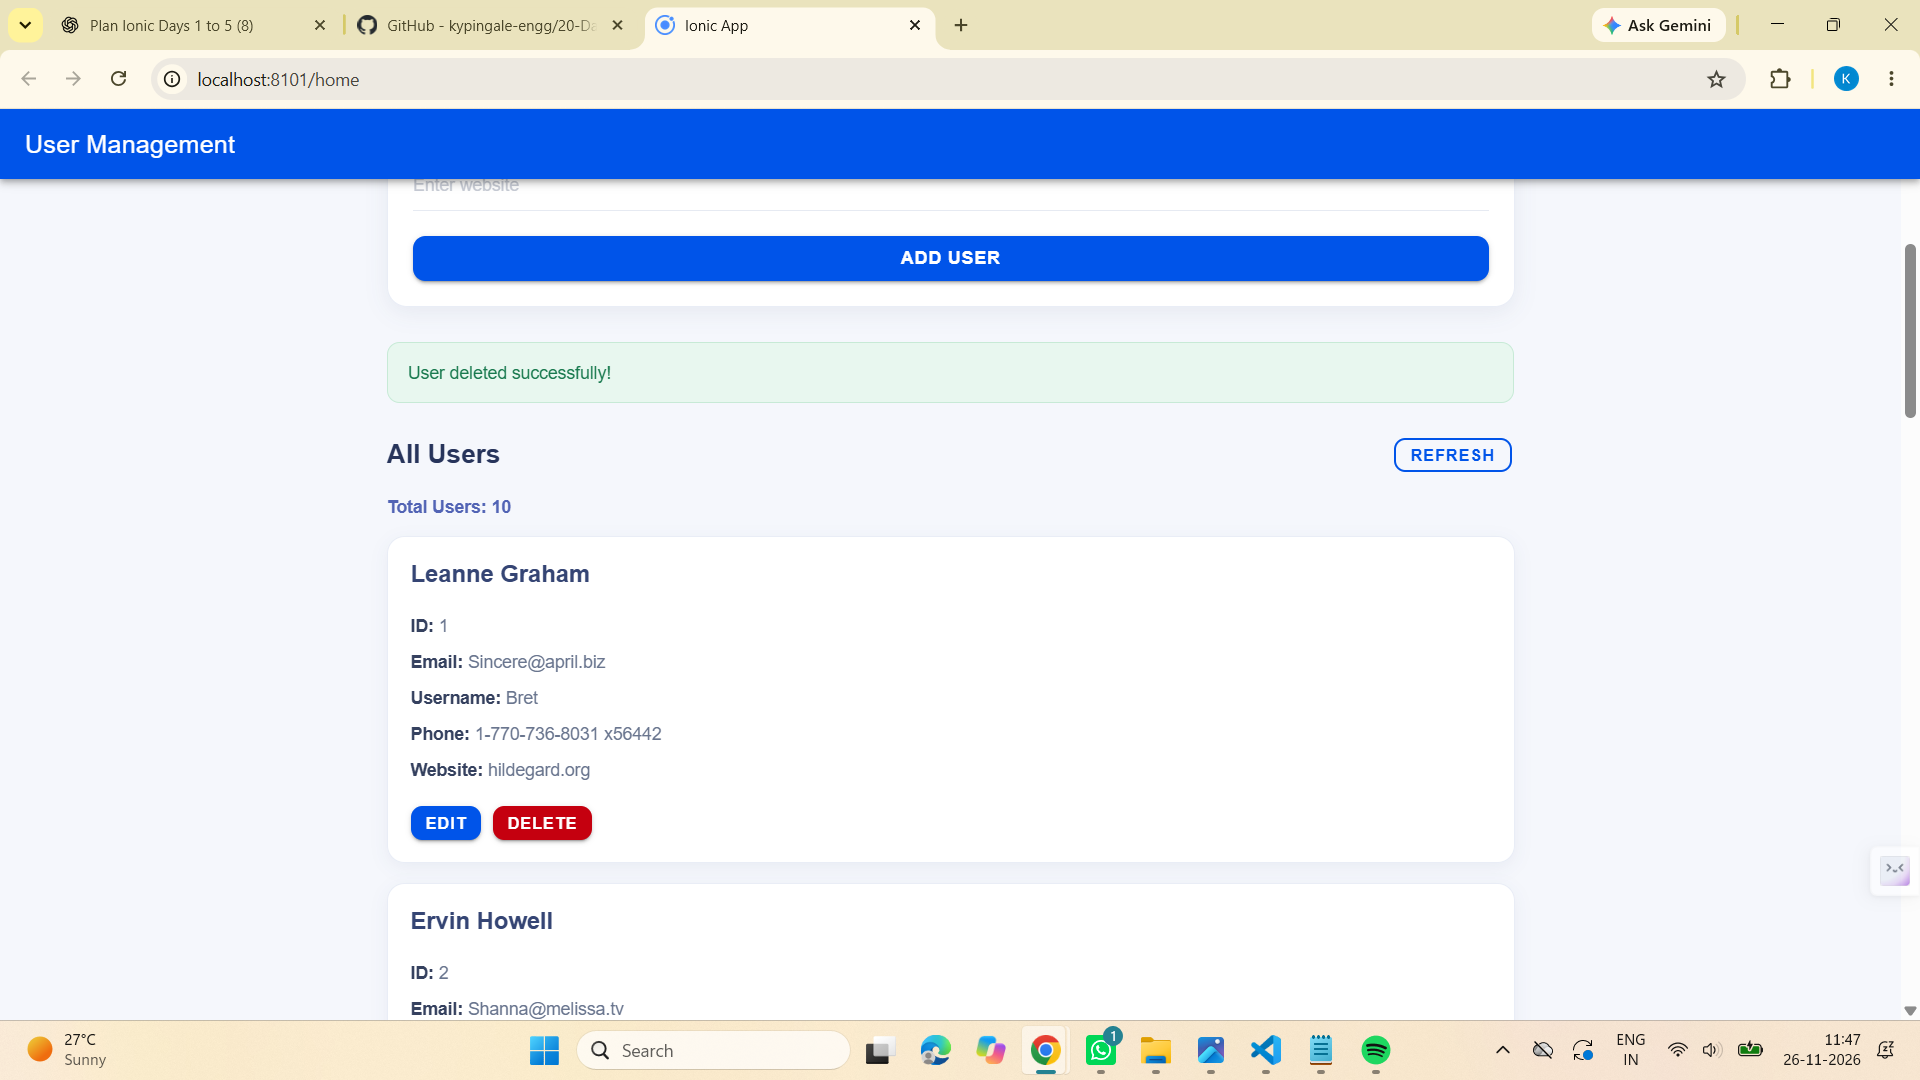 Plan Ionic Days 1 to 5 (8)
GitHub - kypingale-engg/20-Da
Ionic App
Ask Gemini
localhost:8101/home
K
User Management
Enter website
ADD USER
User deleted successfully!
All Users
REFRESH
Total Users: 10
Leanne Graham
ID: 1
Email: Sincere@april.biz
Username: Bret
Phone: 1-770-736-8031 x56442
Website: hildegard.org
EDIT
DELETE
Ervin Howell
ID: 2
Email: Shanna@melissa.tv
27°C
Sunny
Search
1
ENG
IN
11:47
26-11-2026